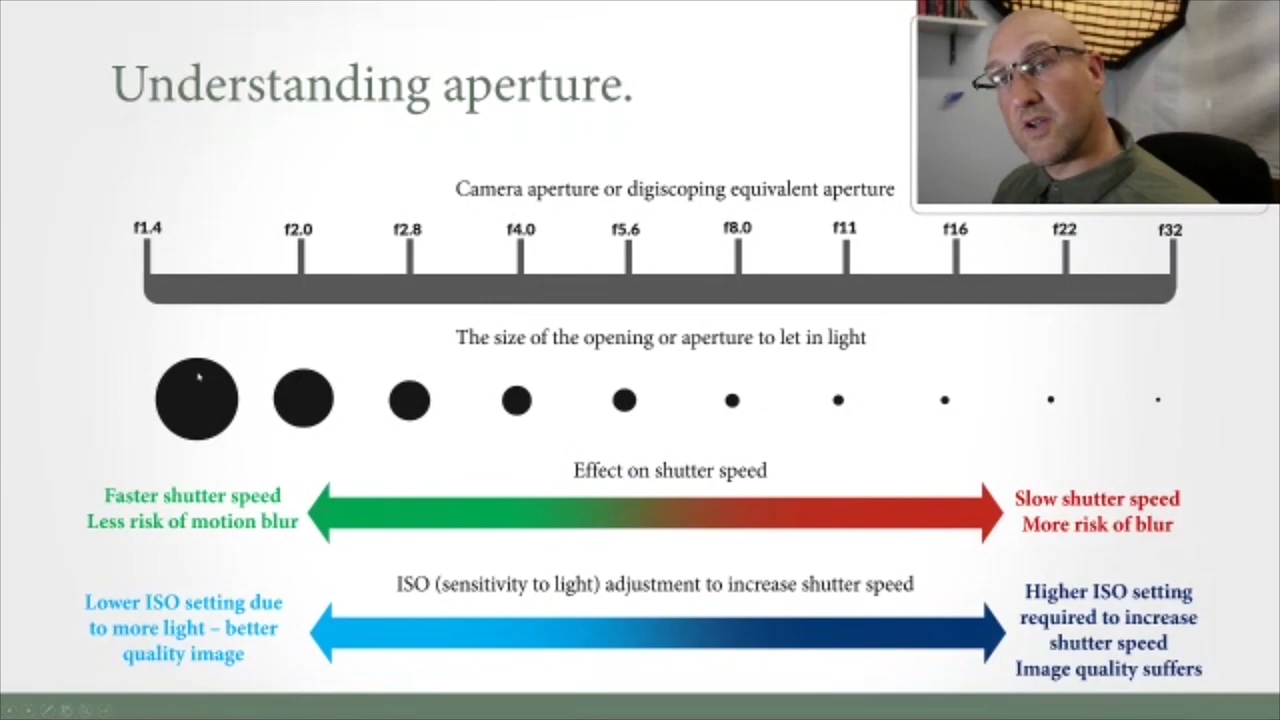 Understanding aperture.
Camera aperture or digiscoping equivalent aperture
f1.4 f2.0 f2.8 f4.0 f5.6 f8.0 f11 f16 f22 f32
The size of the opening or aperture to let in light
Effect on shutter speed
Faster shutter speed
Less risk of motion blur
Slow shutter speed
More risk of blur
ISO (sensitivity to light) adjustment to increase shutter speed
Lower ISO setting due
to more light – better
quality image
Higher ISO setting
required to increase
shutter speed
Image quality suffers